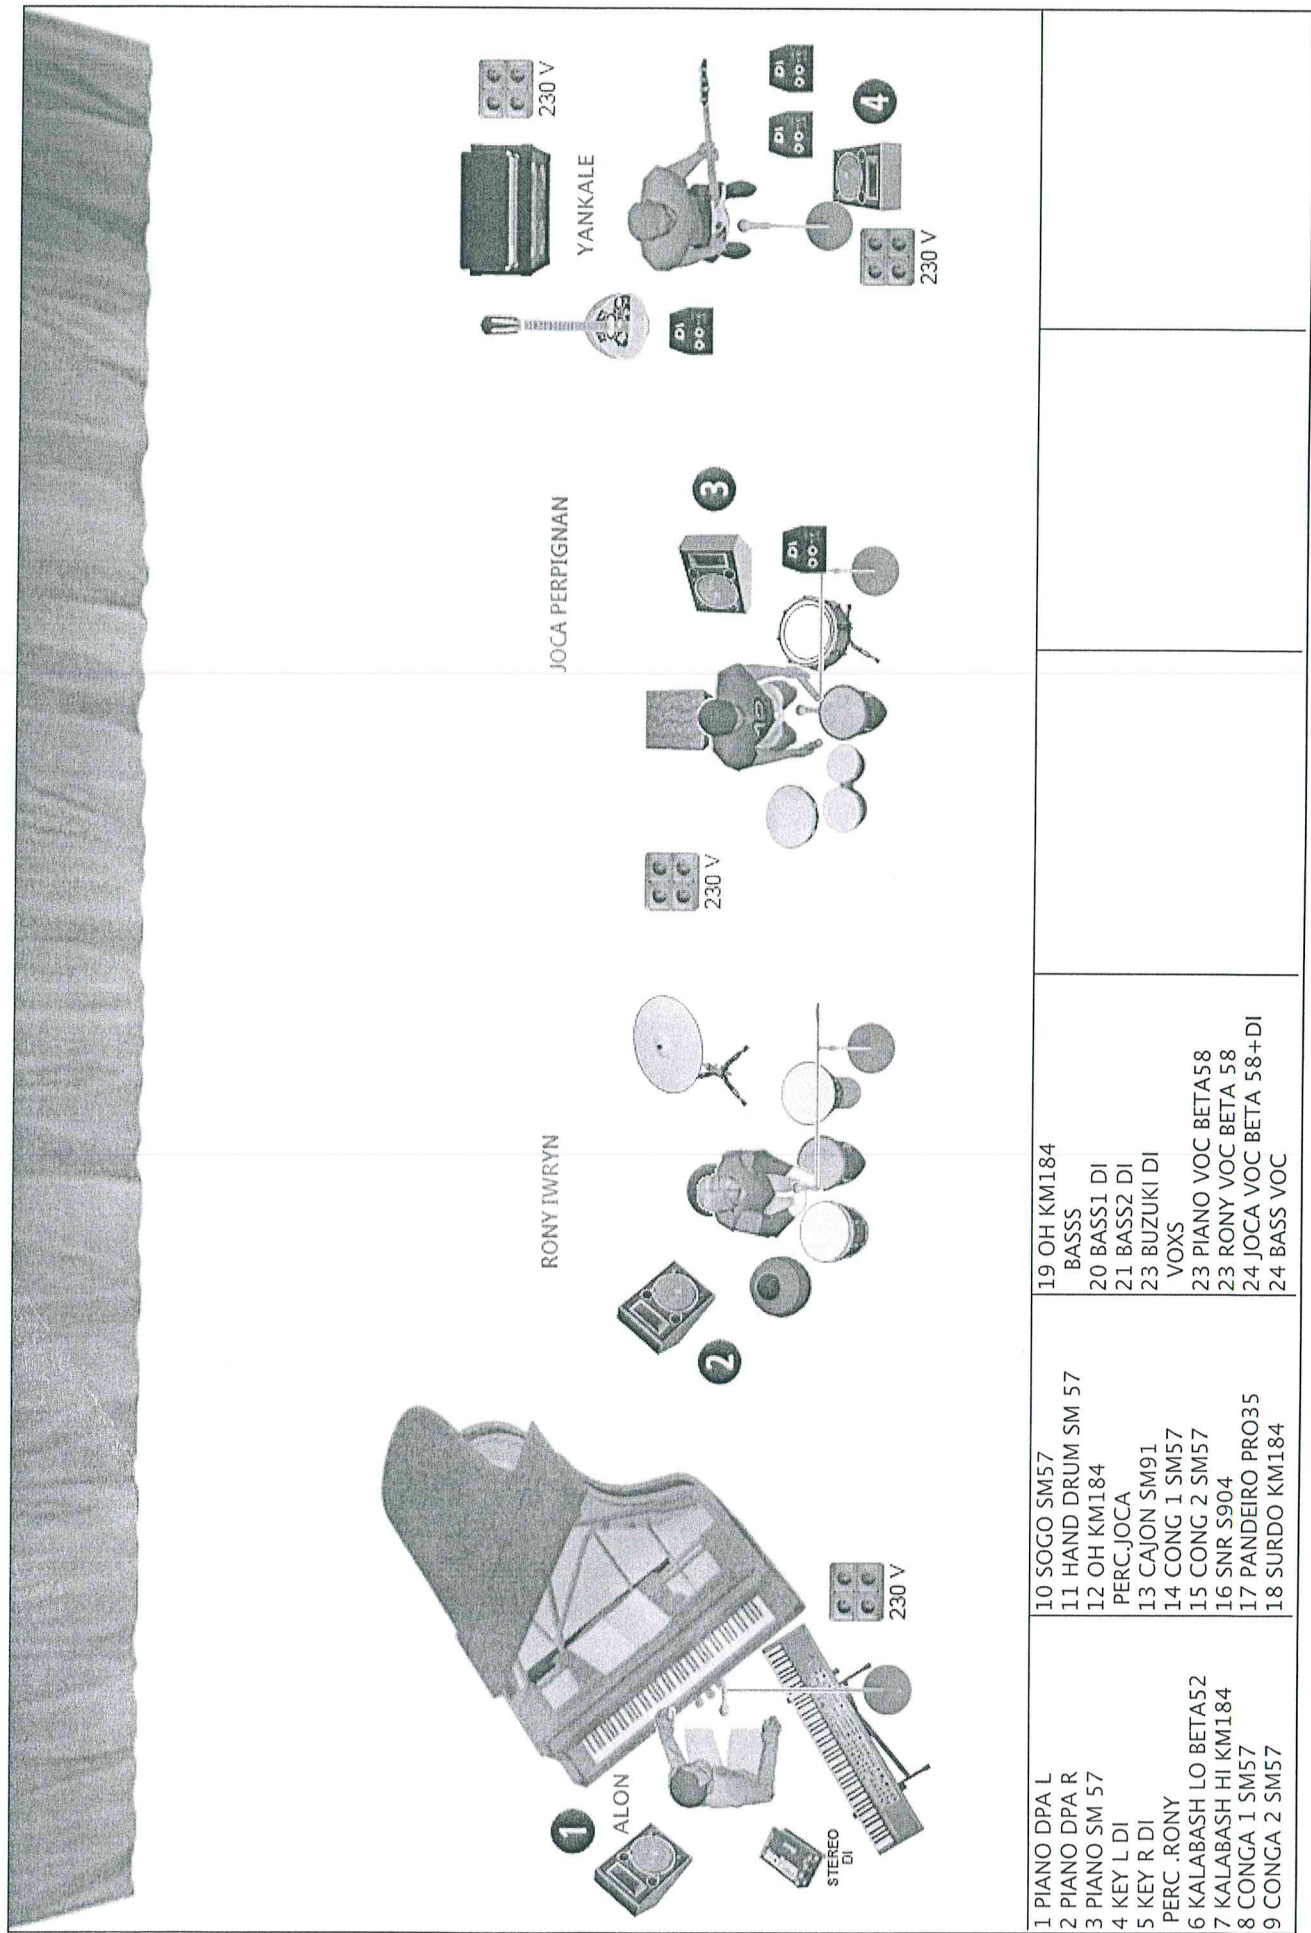 1
ALON
STEREO
DI
230 V
2
RONY IWRYN
230 V
JOCA PERPIGNAN
3
DI
DI
YANKALE
230 V
230 V
DI
DI
4
1 PIANO DPA L
2 PIANO DPA R
3 PIANO SM 57
4 KEY L DI
5 KEY R DI
PERC .RONY
6 KALABASH LO BETA52
7 KALABASH HI KM184
8 CONGA 1 SM57
9 CONGA 2 SM57
10 SOGO SM57
11 HAND DRUM SM 57
12 OH KM184
PERC.JOCA
13 CAJON SM91
14 CONG 1 SM57
15 CONG 2 SM57
16 SNR S904
17 PANDEIRO PRO35
18 SURDO KM184
19 OH KM184
BASSS
20 BASS1 DI
21 BASS2 DI
23 BUZUKI DI
VOXS
23 PIANO VOC BETA58
23 RONY VOC BETA 58
24 JOCA VOC BETA 58+DI
24 BASS VOC